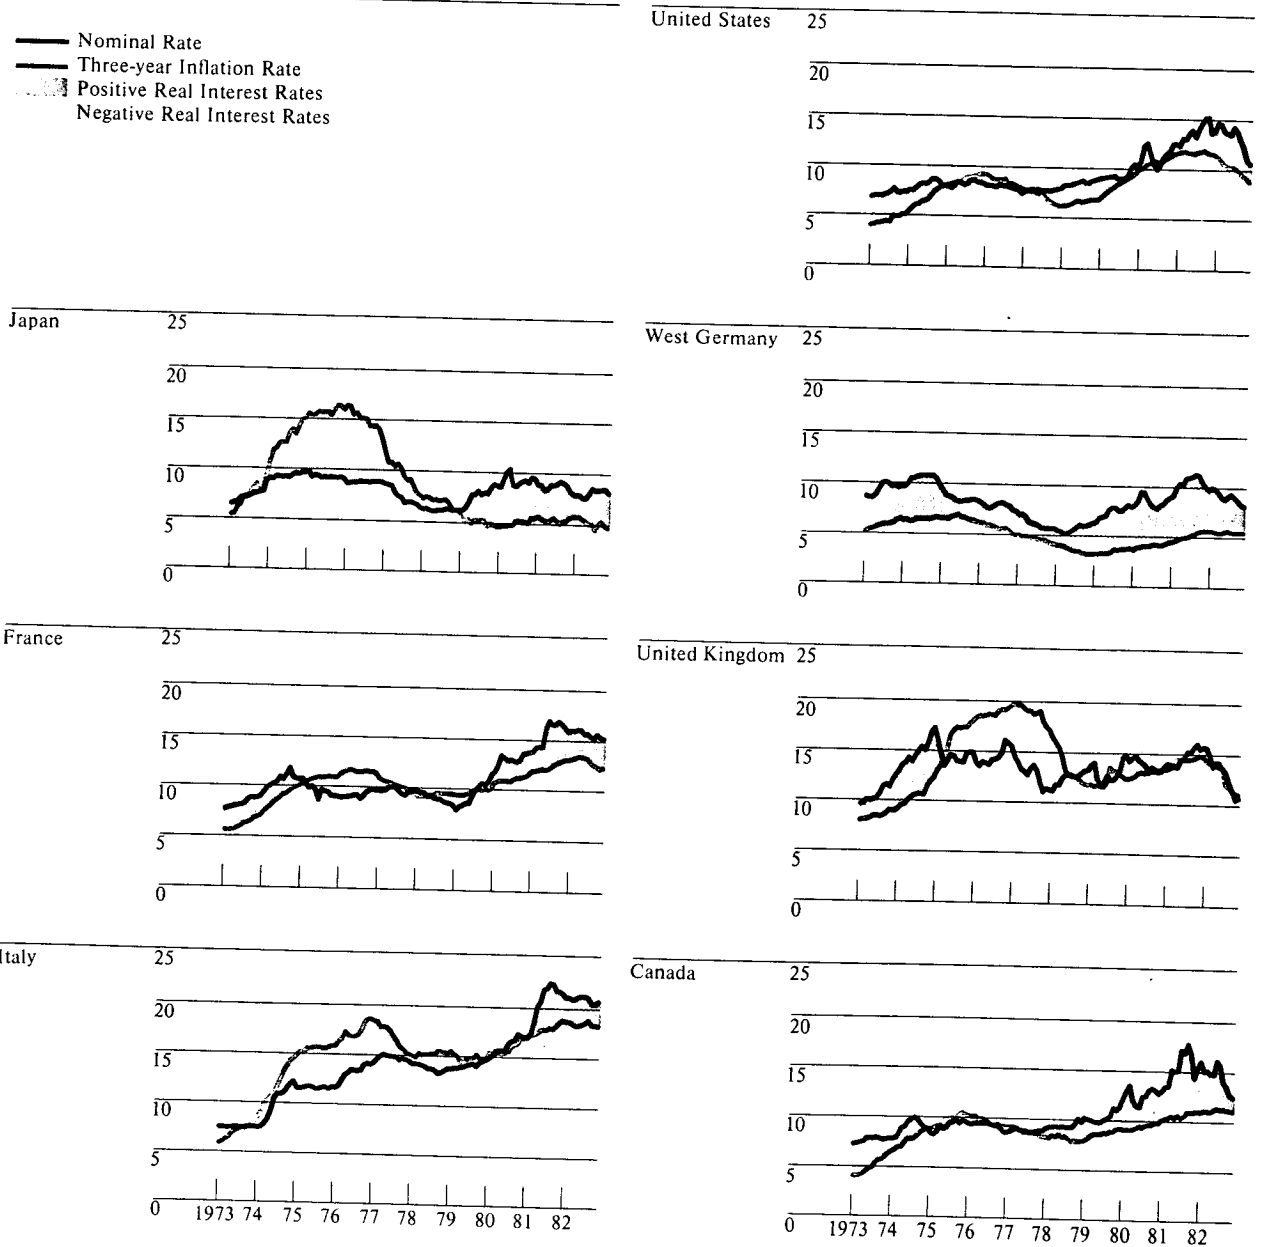 Nominal Rate
Three-year Inflation Rate
Positive Real Interest Rates
Negative Real Interest Rates
United States 25
20
15
10
5
0
Japan 25
20
15
10
5
0
West Germany 25
20
15
10
5
0
France 25
20
15
10
5
0
United Kingdom 25
20
15
10
5
0
Italy 25
20
15
10
5
0
1973 74 75 76 77 78 79 80 81 82
Canada 25
20
15
10
5
0 1973 74 75 76 77 78 79 80 81 82